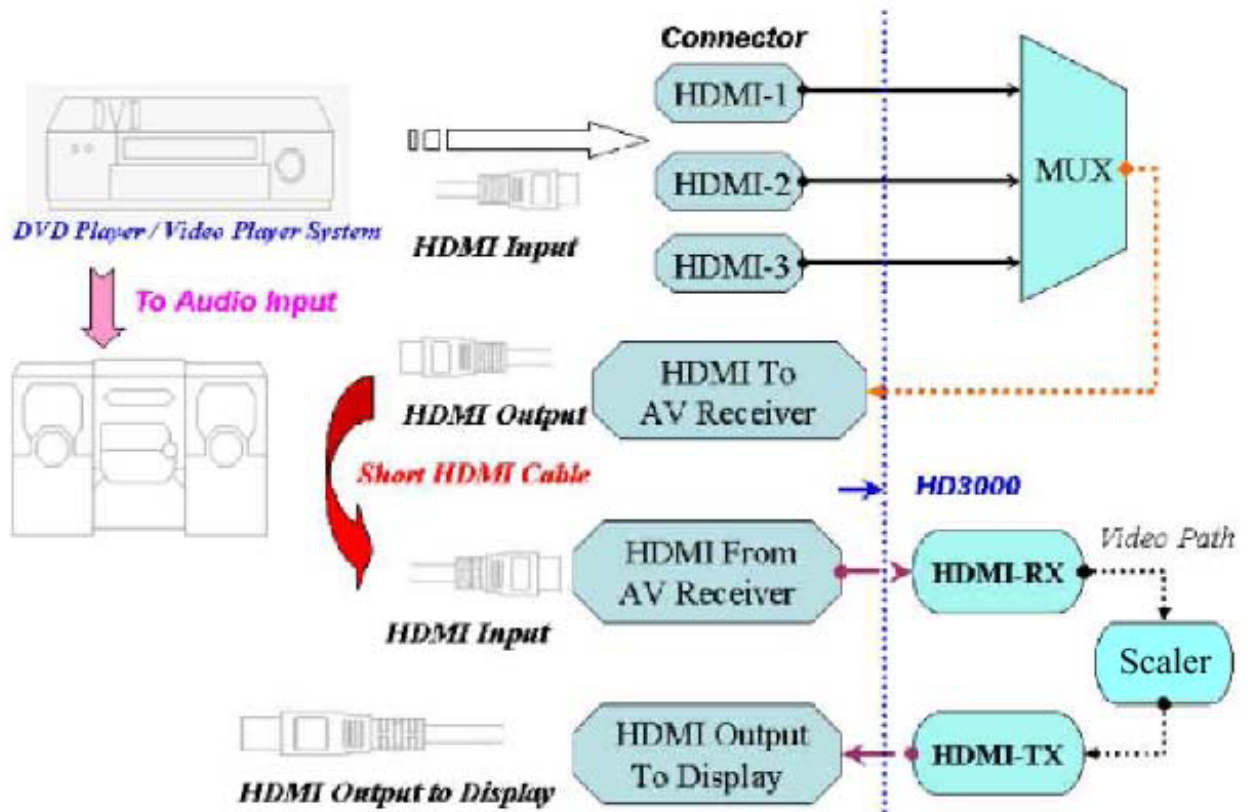 Connector
HDMI-1
DVD
HDMI-2
MUX
DVD Player / Video Player System
HDMI Input
HDMI-3
To Audio Input
HDMI To
AV Receiver
HDMI Output
Short HDMI Cable
HD3000
HDMI From
AV Receiver
HDMI-RX
Video Path
HDMI Input
Scaler
HDMI Output
To Display
HDMI-TX
HDMI Output to Display